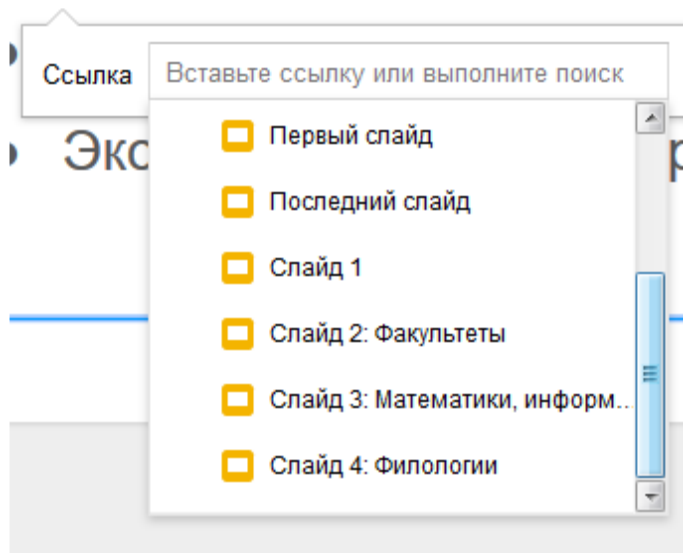 Ссылка Вставьте ссылку или выполните поиск
Первый слайд
Эко
Последний слайд
Слайд 1
Слайд 2: Факультеты
Слайд 3: Математики, информ...
Слайд 4: Филологии